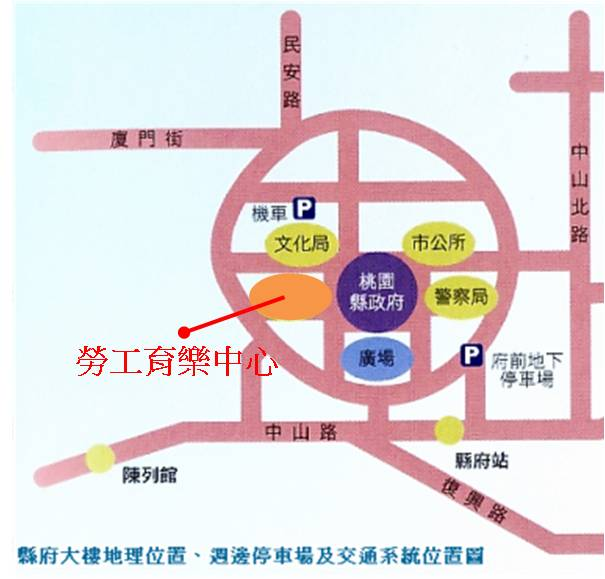 民安路
廈門街
中山北路
機車 P
文化局
市公所
桃園
縣政府
警察局
廣場
P 府前地下
停車場
勞工育樂中心
中山路
縣府站
陳列館
復興路
縣府大樓地理位置、週邊停車場及交通系統位置圖